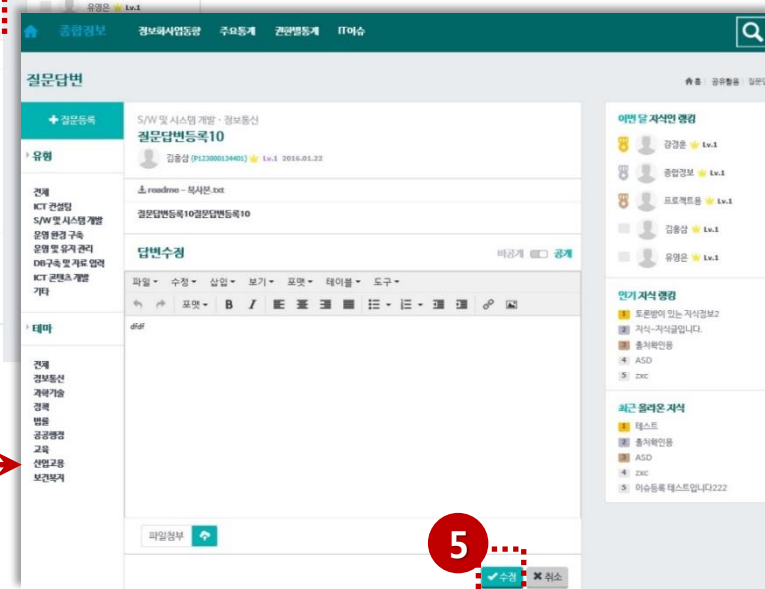 유영은 Lv.1
종합정보 정보화사업동향 주요통계 권한별통계 IT이슈
질문답변
홈 공유활용 질문답
질문등록
유형
전체
ICT 컨설팅
S/W 및 시스템 개발
운영 환경 구축
운영 및 유지 관리
DB구축 및 자료 입력
ICT 콘텐츠 개발
기타
테마
전체
정보통신
과학기술
정책
법률
공공행정
교육
산업고용
보건복지
S/W 및 시스템 개발 · 정보통신
질문답변등록10
김용삼 (P123000134401) Lv.1 2016.01.22
readme - 복사본.txt
질문답변등록10질문답변등록10
답변수정 비공개 공개
파일 수정 삽입 보기 포맷 테이블 도구
포맷 B I
dfdf
파일첨부
5
수정 취소
이번 달 지식인 랭킹
강경훈 Lv.1
종합정보 Lv.1
프로젝트용 Lv.1
김용삼 Lv.1
유영은 Lv.1
인기 지식 랭킹
1 토론방이 있는 지식정보2
2 지식-지식글입니다.
3 출처확인용
4 ASD
5 zxc
최근 올라온 지식
1 테스트
2 출처확인용
3 ASD
4 zxc
5 이슈등록 테스트입니다222